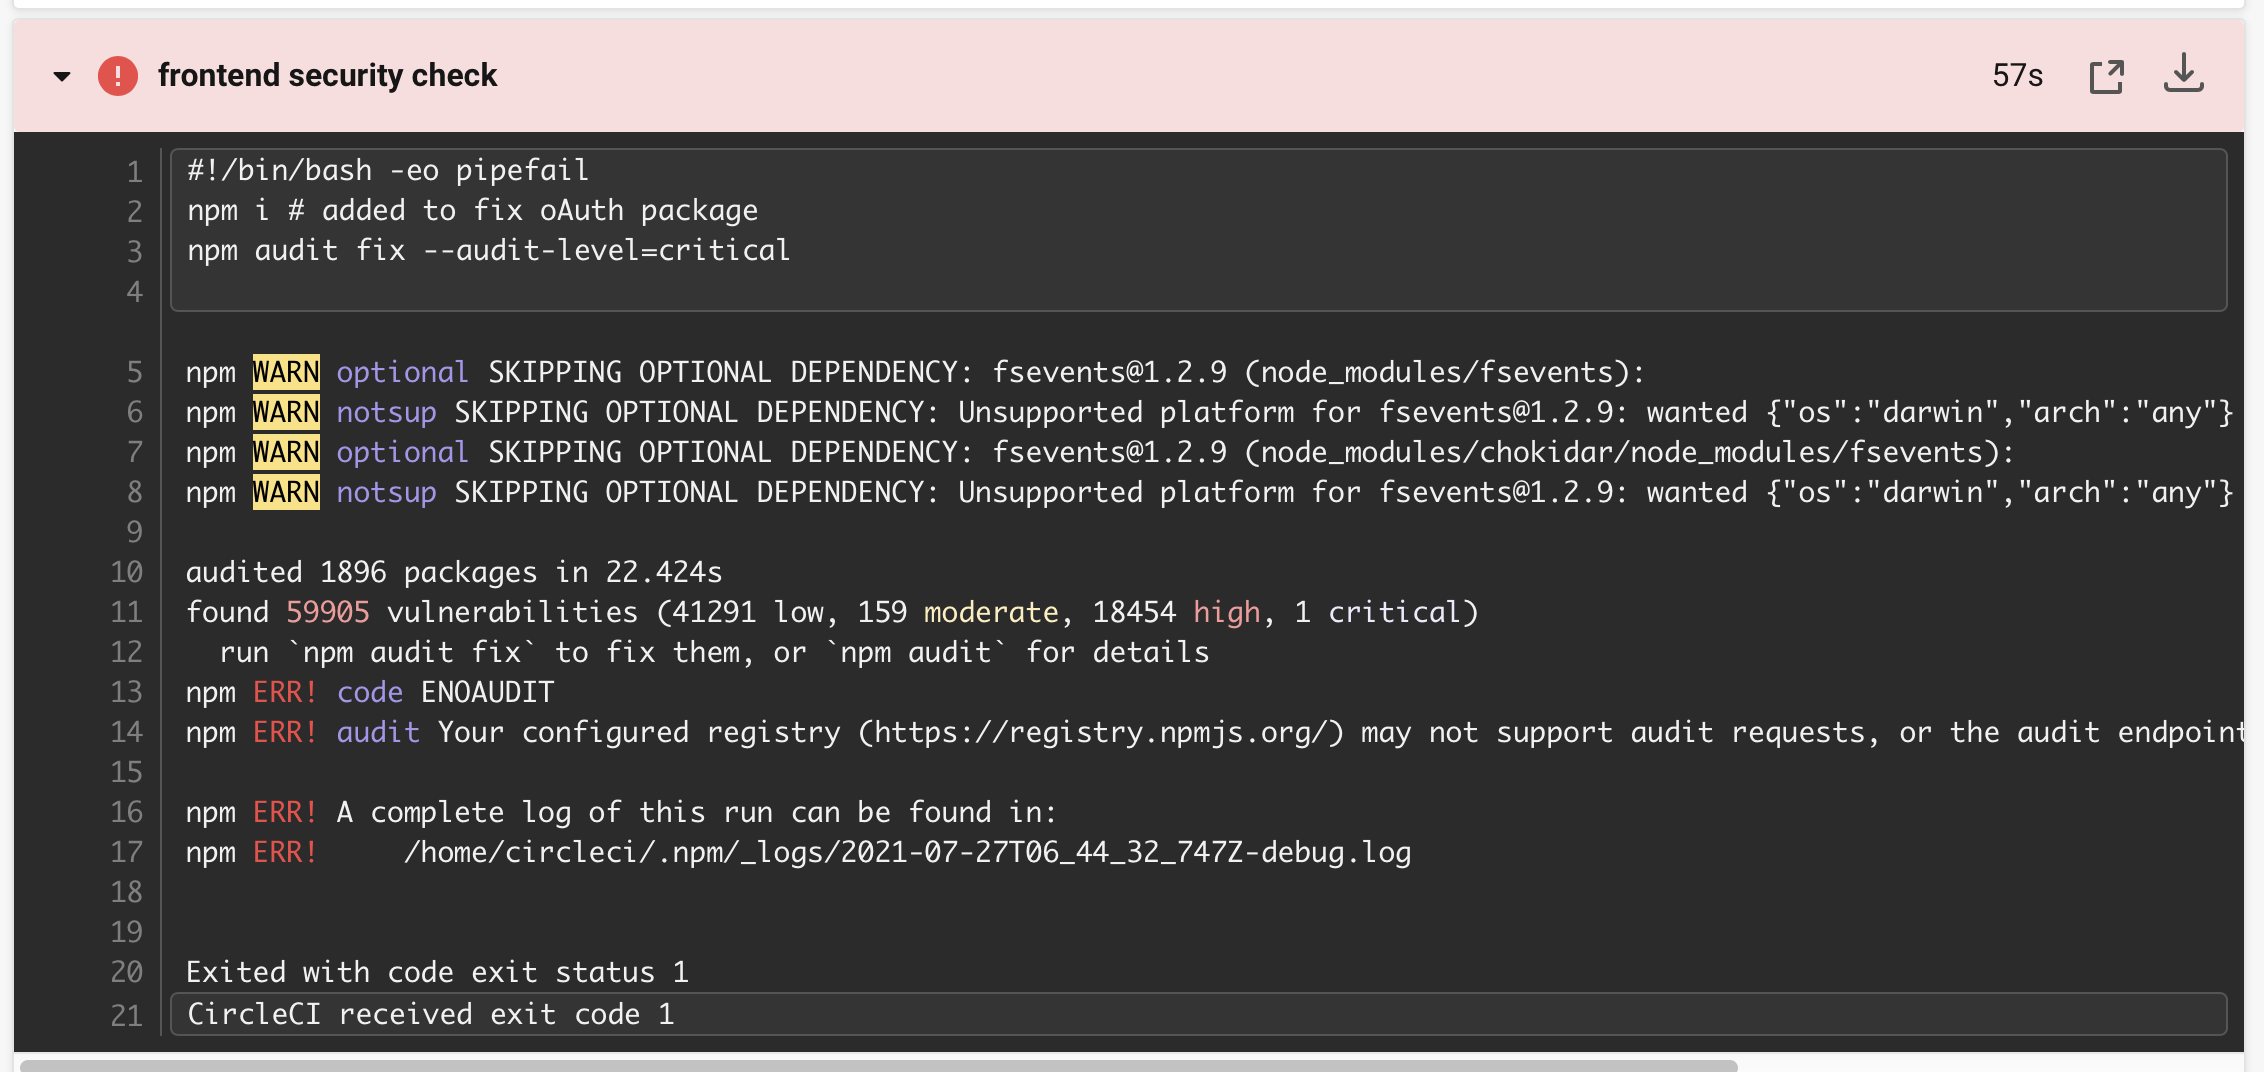 frontend security check
57s
1 #!/bin/bash -eo pipefail
2 npm i # added to fix oAuth package
3 npm audit fix --audit-level=critical
4
5 npm WARN optional SKIPPING OPTIONAL DEPENDENCY: fsevents@1.2.9 (node_modules/fsevents):
6 npm WARN notsup SKIPPING OPTIONAL DEPENDENCY: Unsupported platform for fsevents@1.2.9: wanted {"os":"darwin","arch":"any"}
7 npm WARN optional SKIPPING OPTIONAL DEPENDENCY: fsevents@1.2.9 (node_modules/chokidar/node_modules/fsevents):
8 npm WARN notsup SKIPPING OPTIONAL DEPENDENCY: Unsupported platform for fsevents@1.2.9: wanted {"os":"darwin","arch":"any"}
9
10 audited 1896 packages in 22.424s
11 found 59905 vulnerabilities (41291 low, 159 moderate, 18454 high, 1 critical)
12 run `npm audit fix` to fix them, or `npm audit` for details
13 npm ERR! code ENOAUDIT
14 npm ERR! audit Your configured registry (https://registry.npmjs.org/) may not support audit requests, or the audit endpoint
15
16 npm ERR! A complete log of this run can be found in:
17 npm ERR!     /home/circleci/.npm/_logs/2021-07-27T06_44_32_747Z-debug.log
18
19
20 Exited with code exit status 1
21 CircleCI received exit code 1